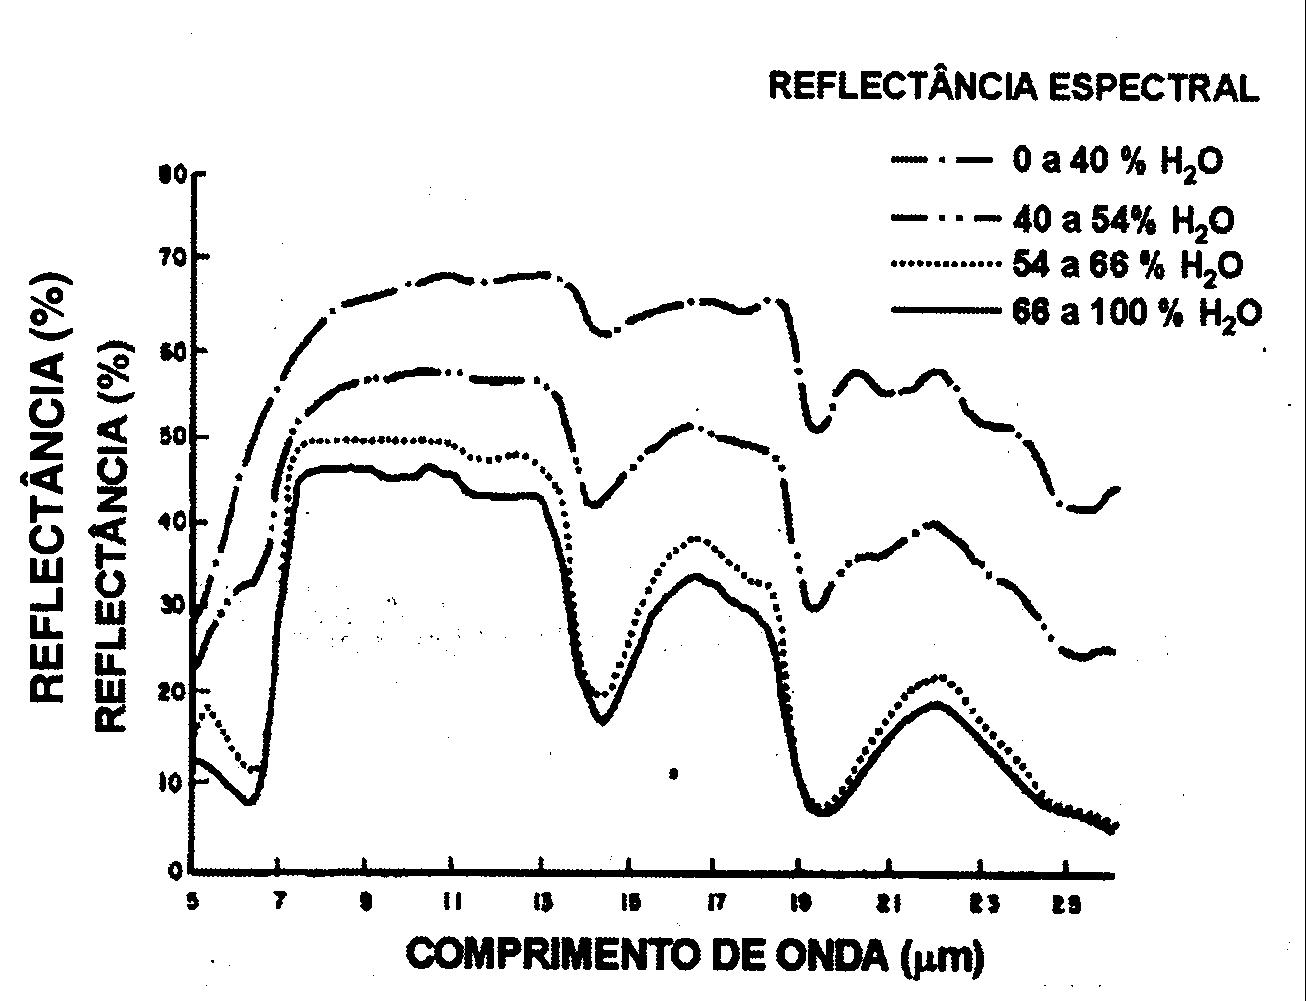 REFLECTÂNCIA ESPECTRAL
0 a 40 % H₂O
40 a 54% H₂O
54 a 66 % H₂O
66 a 100 % H₂O
REFLECTÂNCIA (%)
REFLECTÂNCIA (%)
80
70
60
50
40
30
20
10
0
5 7 9 11 13 15 17 19 21 23 25
COMPRIMENTO DE ONDA (μm)